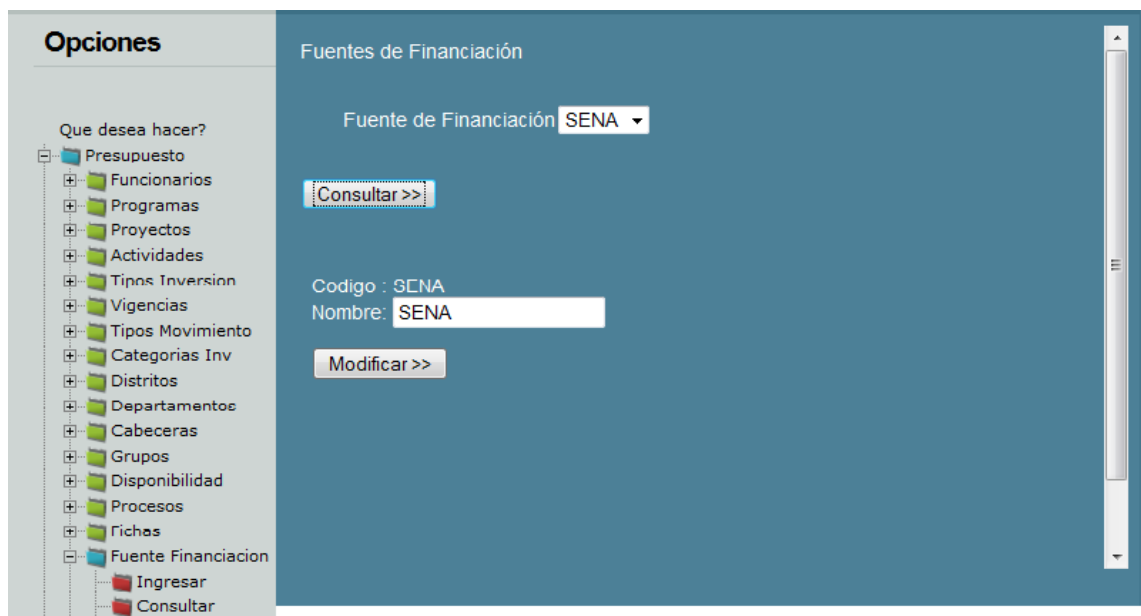 Opciones
Que desea hacer?
Presupuesto
Funcionarios
Programas
Proyectos
Actividades
Tipos Inversion
Vigencias
Tipos Movimiento
Categorias Inv
Distritos
Departamentos
Cabeceras
Grupos
Disponibilidad
Procesos
Fichas
Fuente Financiacion
Ingresar
Consultar
Fuentes de Financiación
Fuente de Financiación SENA
Consultar >>
Codigo : SENA
Nombre: SENA
Modificar >>